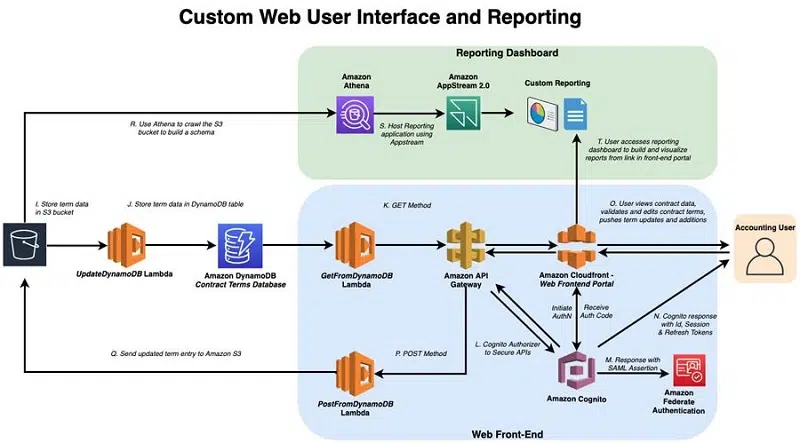 Custom Web User Interface and Reporting
Reporting Dashboard
Amazon
Athena
Amazon
AppStream 2.0
Custom Reporting
R. Use Athena to crawl the S3
bucket to build a schema
S. Host Reporting
application using
Appstream
T. User accesses reporting
dashboard to build and visualize
reports from link in front-end portal
I. Store term data
in S3 bucket
J. Store term data in DynamoDB table
K. GET Method
O. User views contract data,
validates and edits contract terms,
pushes term updates and additions
Accounting User
UpdateDynamoDB Lambda
Amazon DynamoDB
Contract Terms Database
GetFromDynamoDB
Lambda
Amazon API
Gateway
Amazon Cloudfront -
Web Frontend Portal
Initiate
AuthN
Receive
Auth Code
N. Cognito response
with Id, Session
& Refresh Tokens
L. Cognito Authorizer
to Secure APIs
Q. Send updated term entry to Amazon S3
P. POST Method
M. Response with
SAML Assertion
PostFromDynamoDB
Lambda
Amazon Cognito
Amazon
Federate
Authentication
Web Front-End